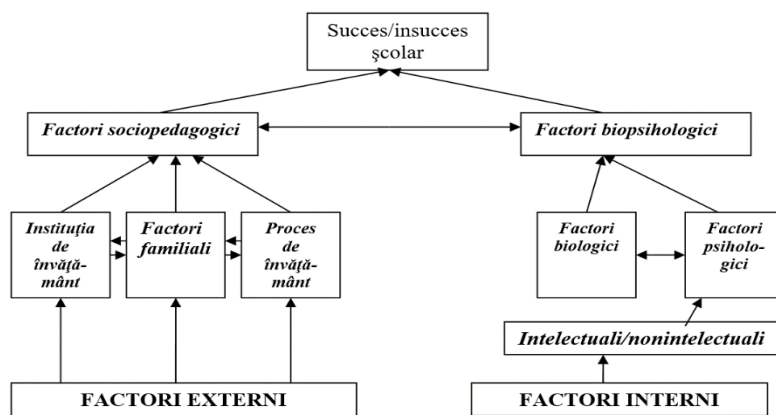 Succes/insucces
şcolar
Factori sociopedagogici
Factori biopsihologici
Instituţia
de
învăţă-
mânt
Factori
familiali
Proces
de
învăţă-
mânt
Factori
biologici
Factori
psiholo-
gici
Intelectuali/nonintelectuali
FACTORI EXTERNI
FACTORI INTERNI